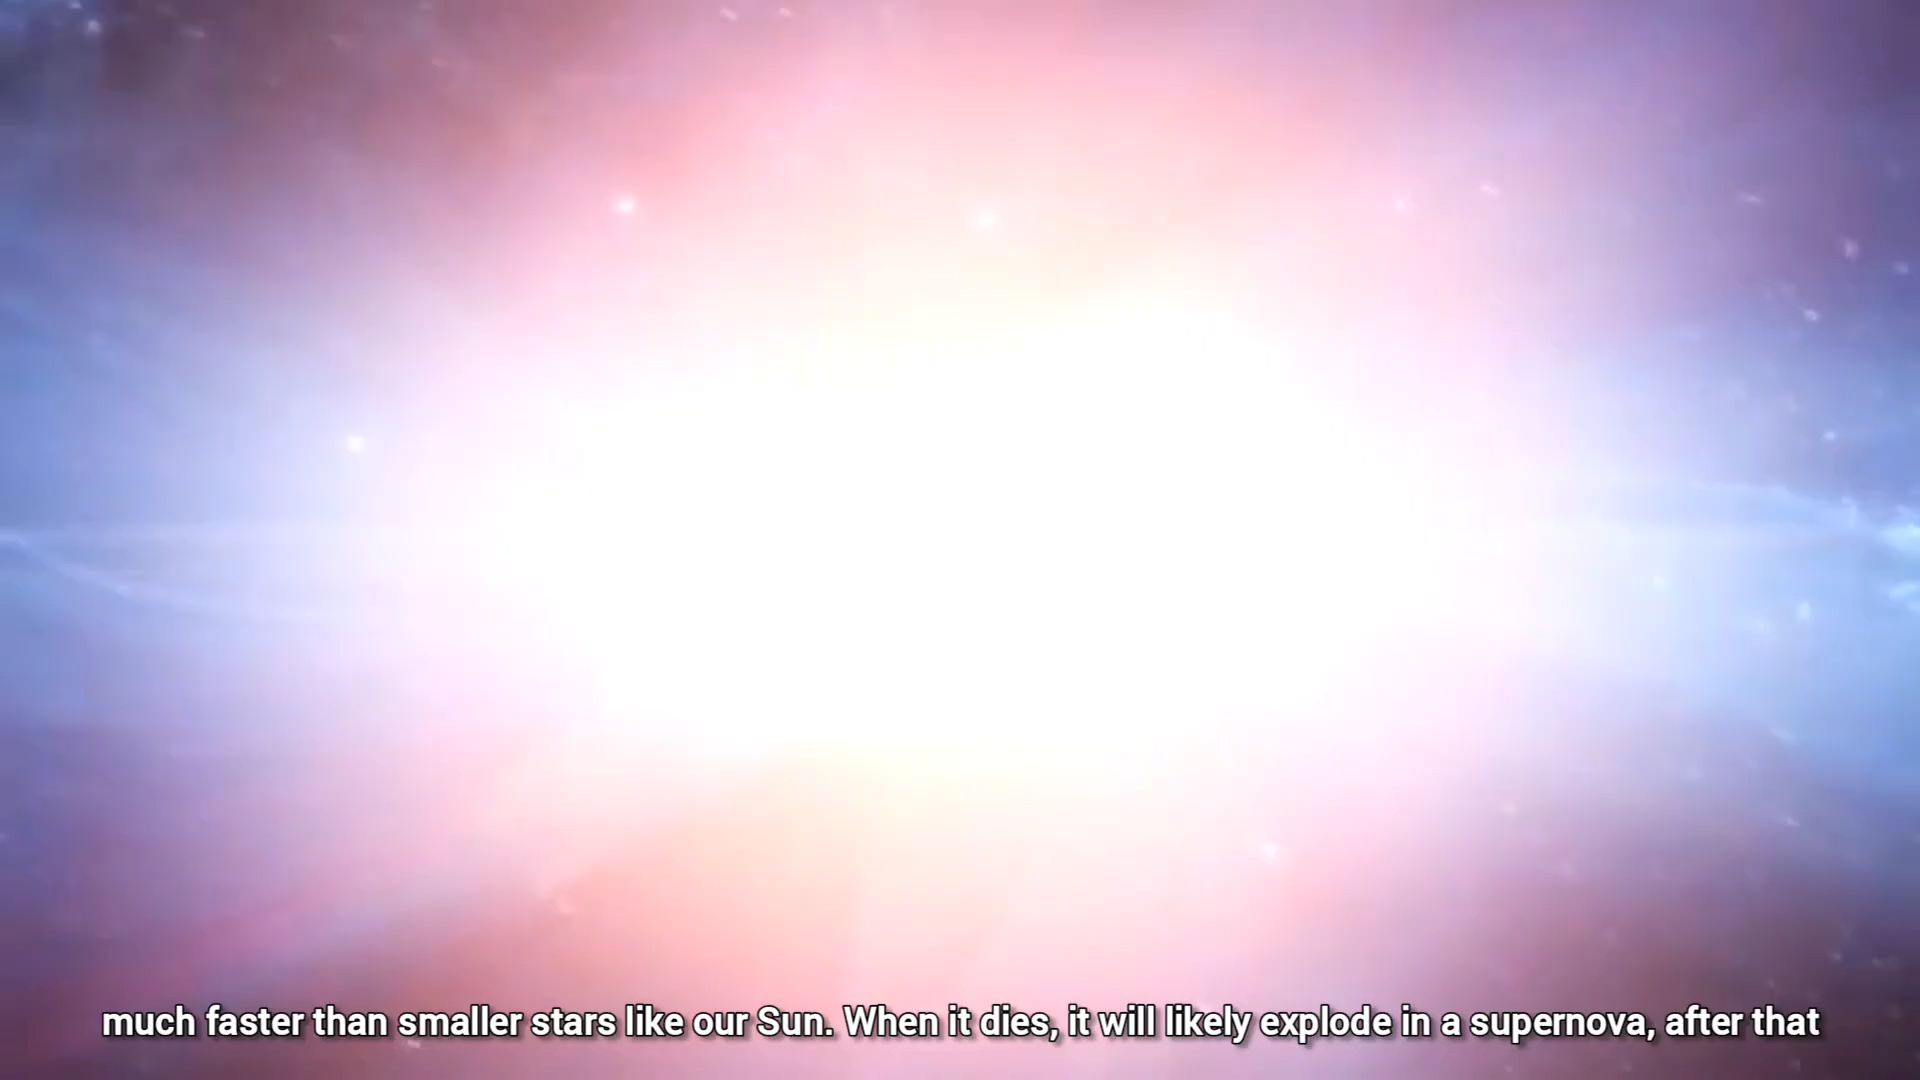 much faster than smaller stars like our Sun. When it dies, it will likely explode in a supernova, after that